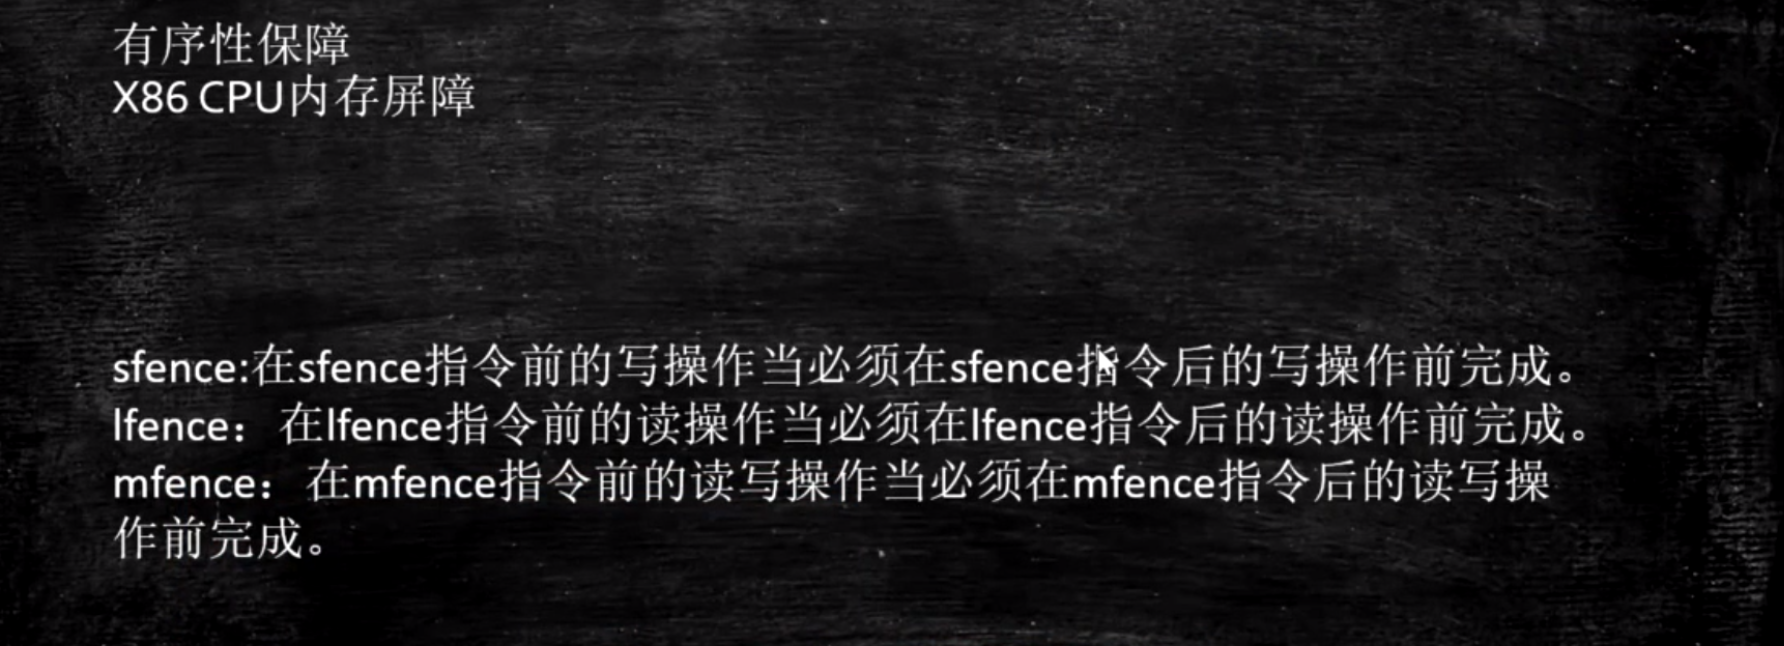 有序性保障
X86 CPU内存屏障
sfence:在sfence指令前的写操作当必须在sfence指令后的写操作前完成。
lfence：在lfence指令前的读操作当必须在lfence指令后的读操作前完成。
mfence：在mfence指令前的读写操作当必须在mfence指令后的读写操
作前完成。